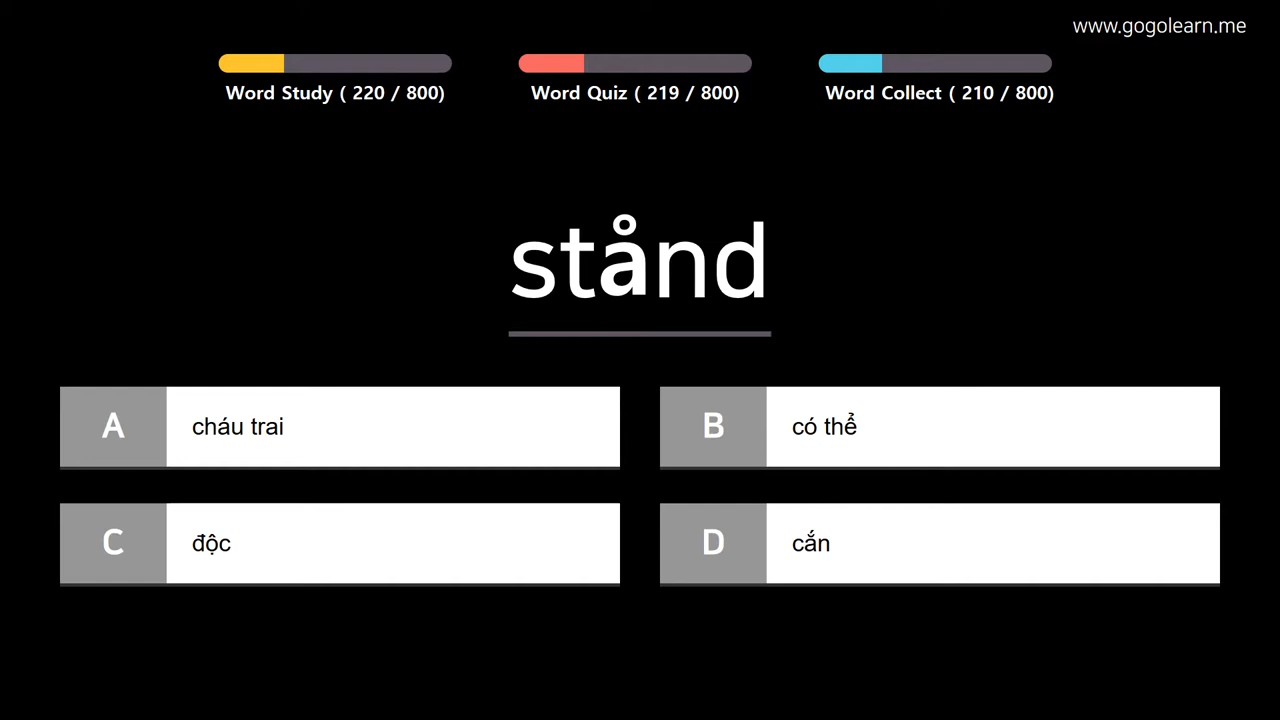 www.gogolearn.me
Word Study ( 220 / 800)
Word Quiz ( 219 / 800)
Word Collect ( 210 / 800)
stånd
A cháu trai
B có thể
C độc
D cắn